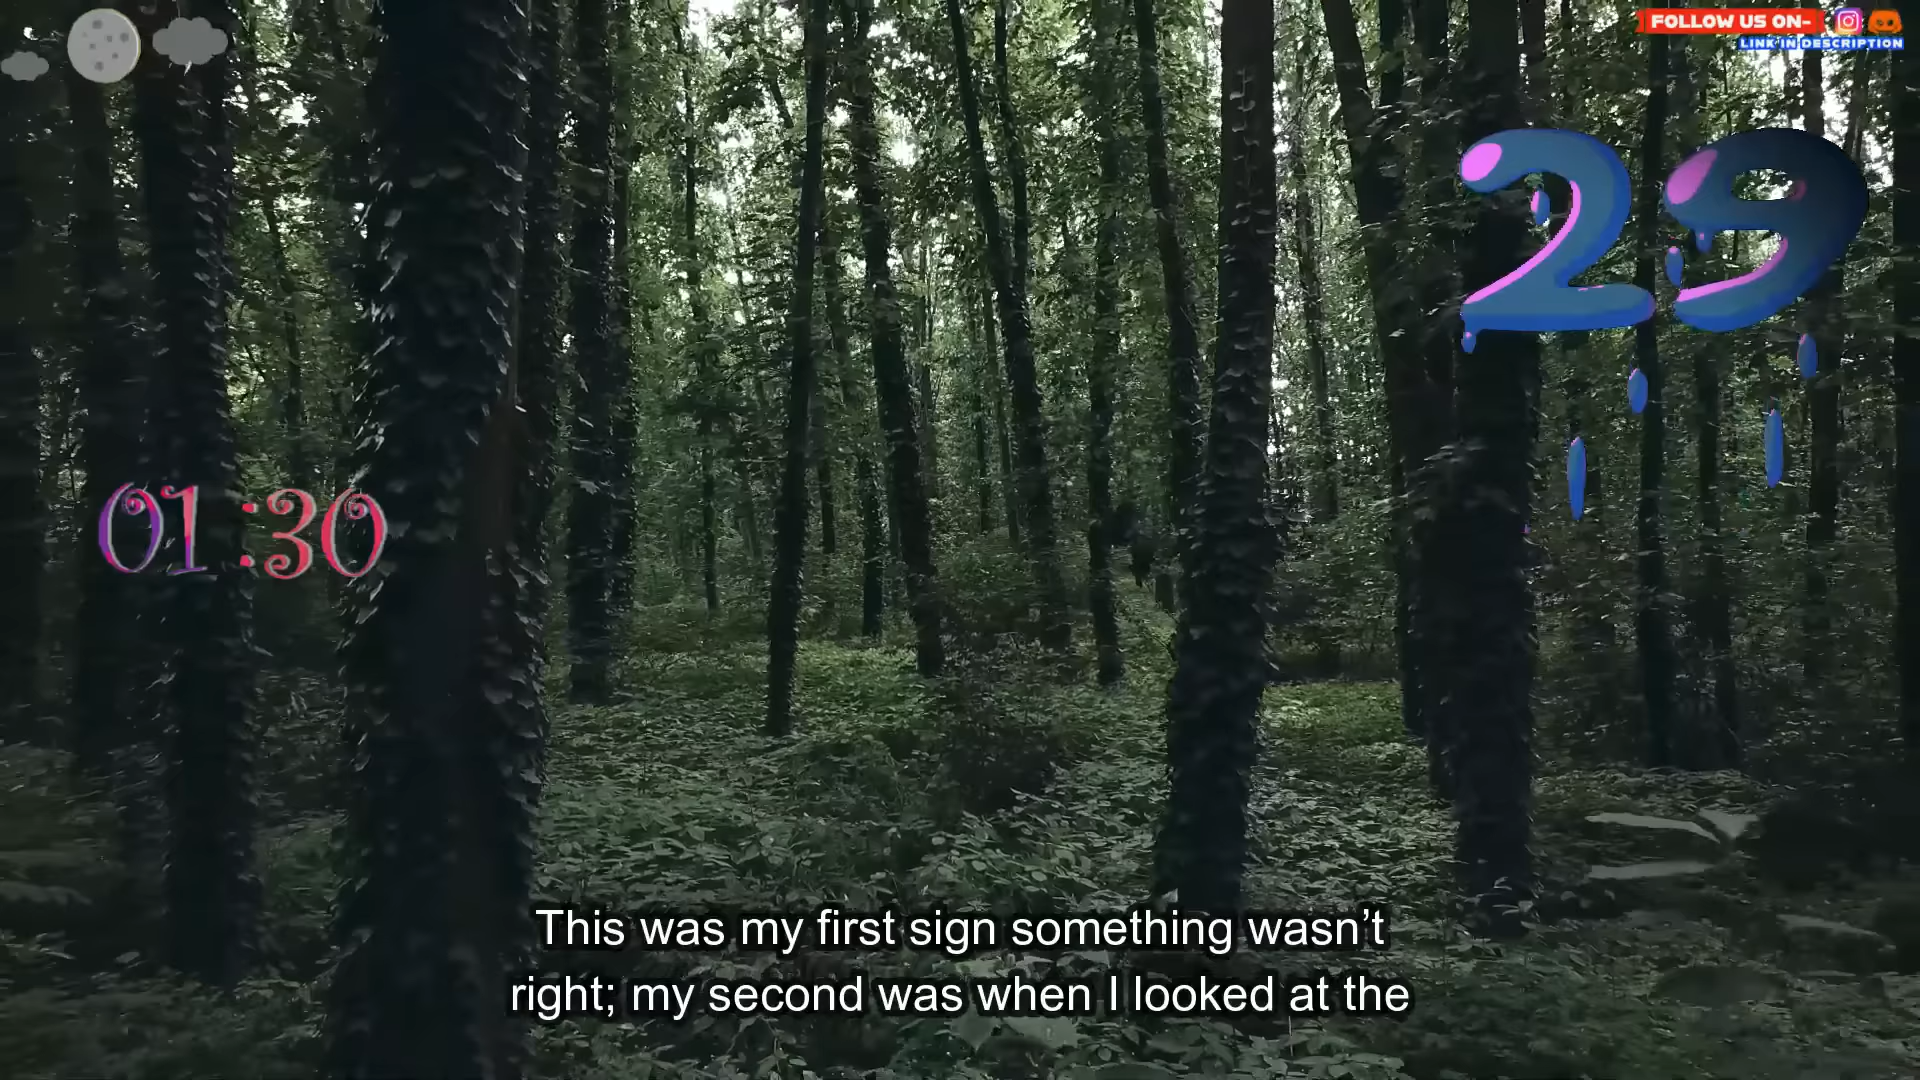 FOLLOW US ON-
LINK IN DESCRIPTION
29
01:30
This was my first sign something wasn’t
right; my second was when I looked at the